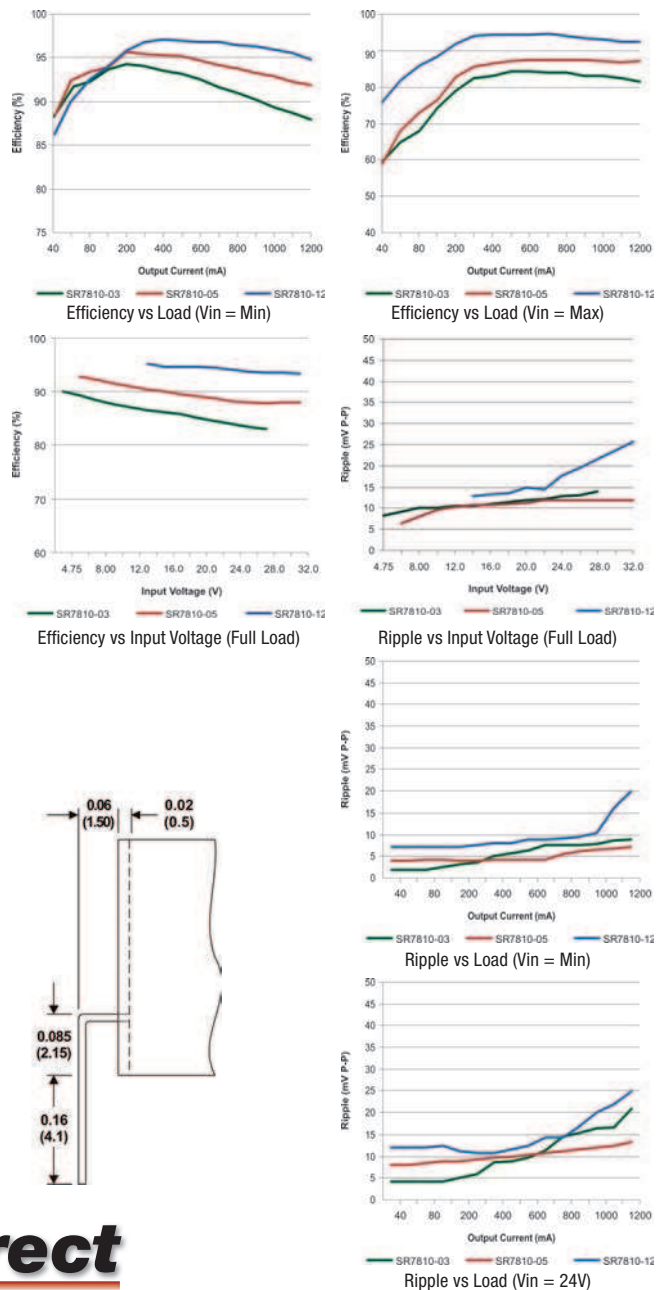 100
95
90
85
80
75
Efficiency (%)
40 80 200 400 600 800 1000 1200
Output Current (mA)
SR7810-03 SR7810-05 SR7810-12
Efficiency vs Load (Vin = Min)
100
90
80
70
60
50
40
Efficiency (%)
40 80 200 400 600 800 1000 1200
Output Current (mA)
SR7810-03 SR7810-05 SR7810-12
Efficiency vs Load (Vin = Max)
100
90
80
70
60
Efficiency (%)
4.75 8.00 12.0 16.0 20.0 24.0 28.0 32.0
Input Voltage (V)
SR7810-03 SR7810-05 SR7810-12
Efficiency vs Input Voltage (Full Load)
50
45
40
35
30
25
20
15
10
5
0
Ripple (mV P-P)
4.75 8.00 12.0 16.0 20.0 24.0 28.0 32.0
Input Voltage (V)
SR7810-03 SR7810-05 SR7810-12
Ripple vs Input Voltage (Full Load)
50
45
40
35
30
25
20
15
10
5
0
Ripple (mV P-P)
40 80 200 400 600 800 1000 1200
Output Current (mA)
SR7810-03 SR7810-05 SR7810-12
Ripple vs Load (Vin = Min)
0.06
(1.50)
0.02
(0.5)
0.085
(2.15)
0.16
(4.1)
50
45
40
35
30
25
20
15
10
5
0
Ripple (mV P-P)
40 80 200 400 600 800 1000 1200
Output Current (mA)
SR7810-03 SR7810-05 SR7810-12
Ripple vs Load (Vin = 24V)
rect